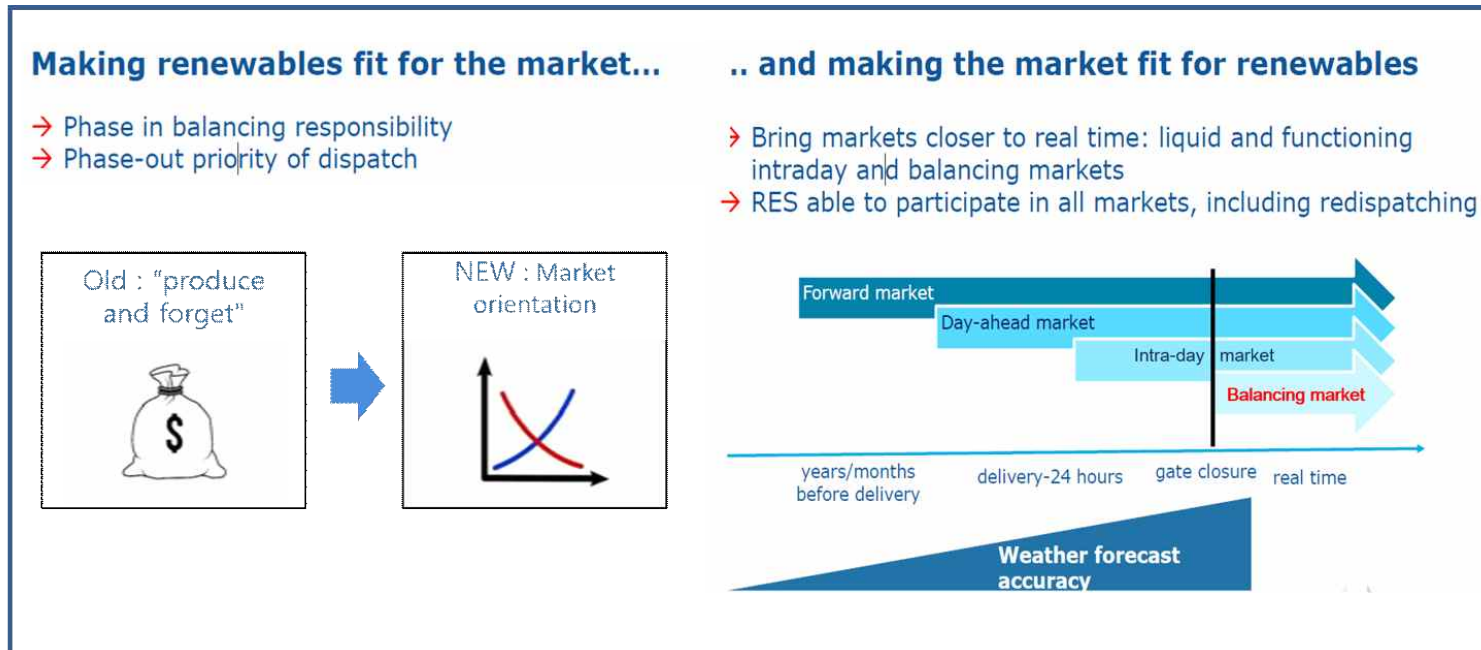 Making renewables fit for the market...
→ Phase in balancing responsibility
→ Phase-out priority of dispatch
Old : "produce
and forget"
$
NEW : Market
orientation
.. and making the market fit for renewables
→ Bring markets closer to real time: liquid and functioning
intraday and balancing markets
→ RES able to participate in all markets, including redispatching
Forward market
Day-ahead market
Intra-day market
Balancing market
years/months
before delivery
delivery-24 hours
gate closure
real time
Weather forecast
accuracy